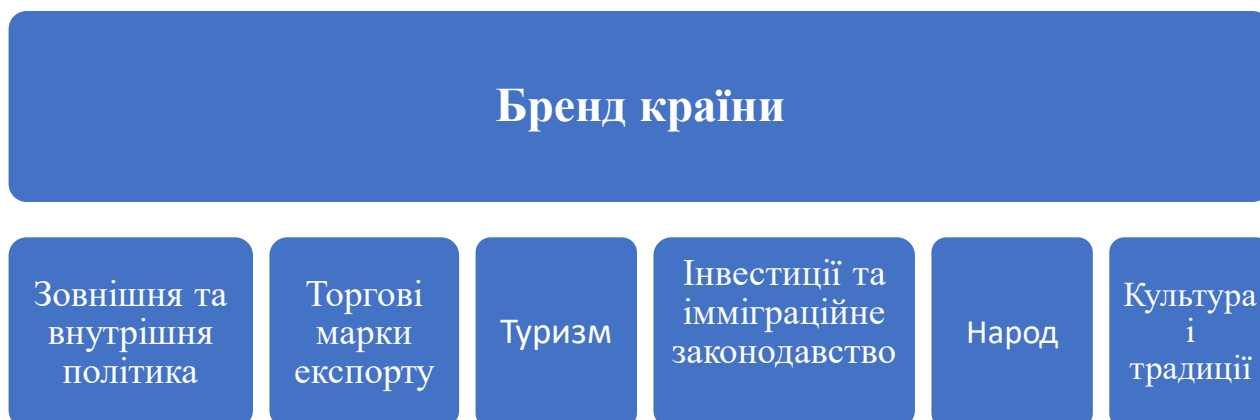 Бренд країни
Зовнішня та
внутрішня
політика
Торгові
марки
експорту
Туризм
Інвестиції та
імміграційне
законодавство
Народ
Культура
і
традиції